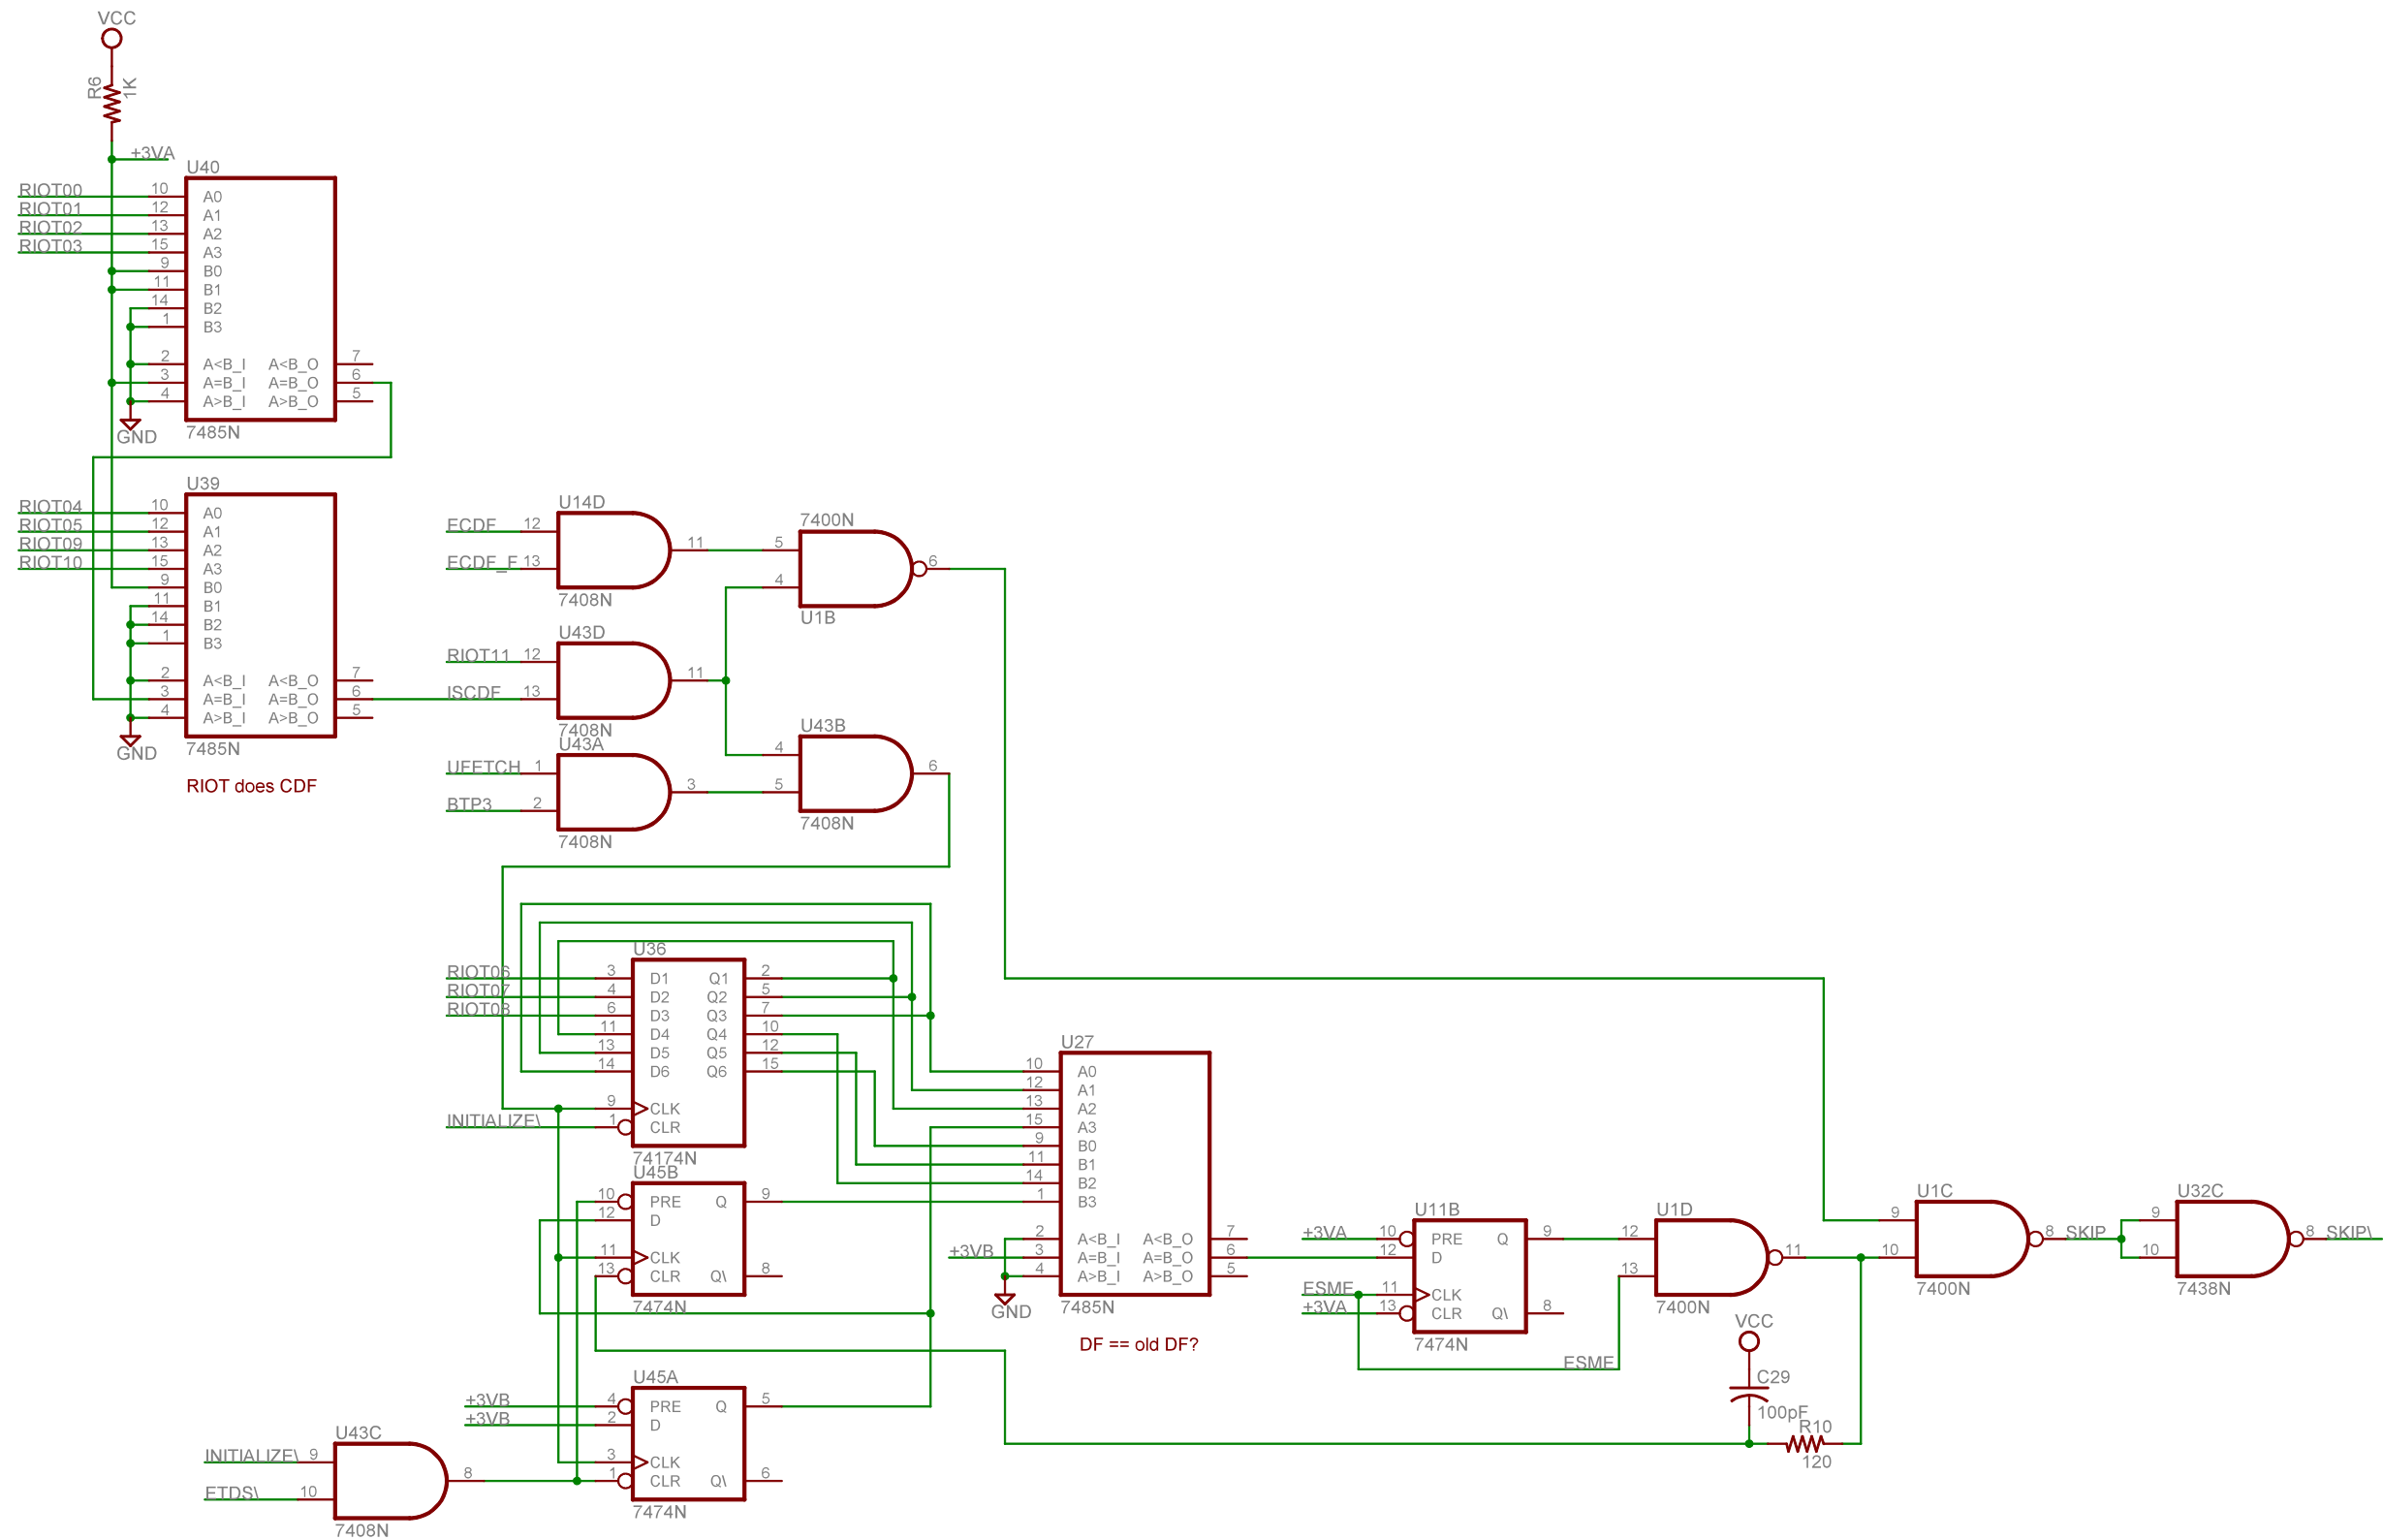 VCC
R6
1K
+3VA
U40
RIOT00 10 A0
RIOT01 12 A1
RIOT02 13 A2
RIOT03 15 A3
9 B0
11 B1
14 B2
1 B3
2 A<B_I A<B_O 7
3 A=B_I A=B_O 6
4 A>B_I A>B_O 5
GND
7485N
U39
RIOT04 10 A0
RIOT05 12 A1
RIOT09 13 A2
RIOT10 15 A3
9 B0
11 B1
14 B2
1 B3
2 A<B_I A<B_O 7
3 A=B_I A=B_O 6
4 A>B_I A>B_O 5
GND
7485N
RIOT does CDF
U14D
ECDF 12
11
ECDF_F 13
7408N
7400N
5
6
4
U1B
U43D
RIOT11 12
11
ISCDF 13
7408N
U43A
UFETCH 1
3
BTP3 2
7408N
U43B
4
6
5
7408N
U36
RIOT06 3 D1 Q1 2
RIOT07 4 D2 Q2 5
RIOT08 6 D3 Q3 7
11 D4 Q4 10
13 D5 Q5 12
14 D6 Q6 15
9 CLK
INITIALIZE\ 1 CLR
74174N
U45B
10 PRE Q 9
12 D
11 CLK
13 CLR Q\ 8
7474N
U45A
+3VB 4 PRE Q 5
+3VB 2 D
3 CLK
1 CLR Q\ 6
7474N
U43C
INITIALIZE\ 9
8
ETDS\ 10
7408N
U27
10 A0
12 A1
13 A2
15 A3
9 B0
11 B1
14 B2
1 B3
2 A<B_I A<B_O 7
+3VB 3 A=B_I A=B_O 6
4 A>B_I A>B_O 5
GND
7485N
DF == old DF?
U11B
+3VA 10 PRE Q 9
12 D
ESME 11 CLK
+3VA 13 CLR Q\ 8
7474N
ESME
U1D
12
11
13
7400N
VCC
C29
100pF
R10
120
U1C
9
8 SKIP
10
7400N
U32C
9
8 SKIP\
10
7438N